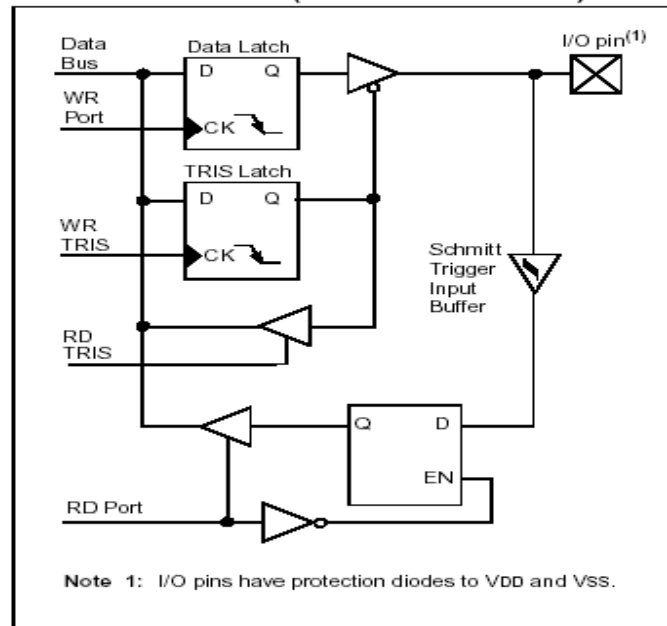 I/O pin(1)
Data
Bus
Data Latch
D Q
WR
Port
CK
TRIS Latch
D Q
WR
TRIS
CK
Schmitt
Trigger
Input
Buffer
RD
TRIS
Q D
EN
RD Port
Note 1: I/O pins have protection diodes to VDD and VSS.